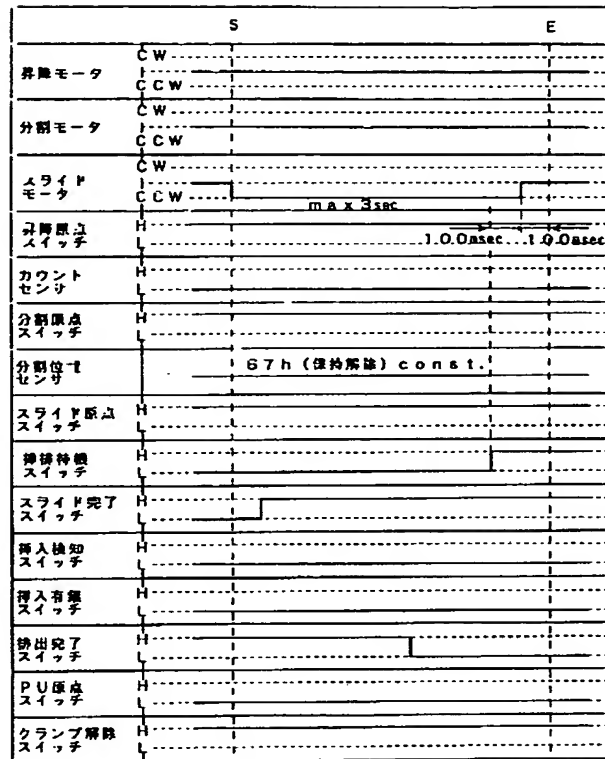 S E
昇降モータ
CW
CCW
分割モータ
CW
CCW
スライド
モータ
CW
CCW
max 3sec
昇降原点
スイッチ
H
L
100msec 100msec
カウント
センサ
H
L
分割原点
スイッチ
H
L
分割位置
センサ
67h (保持解除) const.
スライド原点
スイッチ
H
L
挿排待機
スイッチ
H
L
スライド完了
スイッチ
H
L
挿入検知
スイッチ
H
L
挿入有無
スイッチ
H
L
排出完了
スイッチ
H
L
PU原点
スイッチ
H
L
クランプ解除
スイッチ
H
L